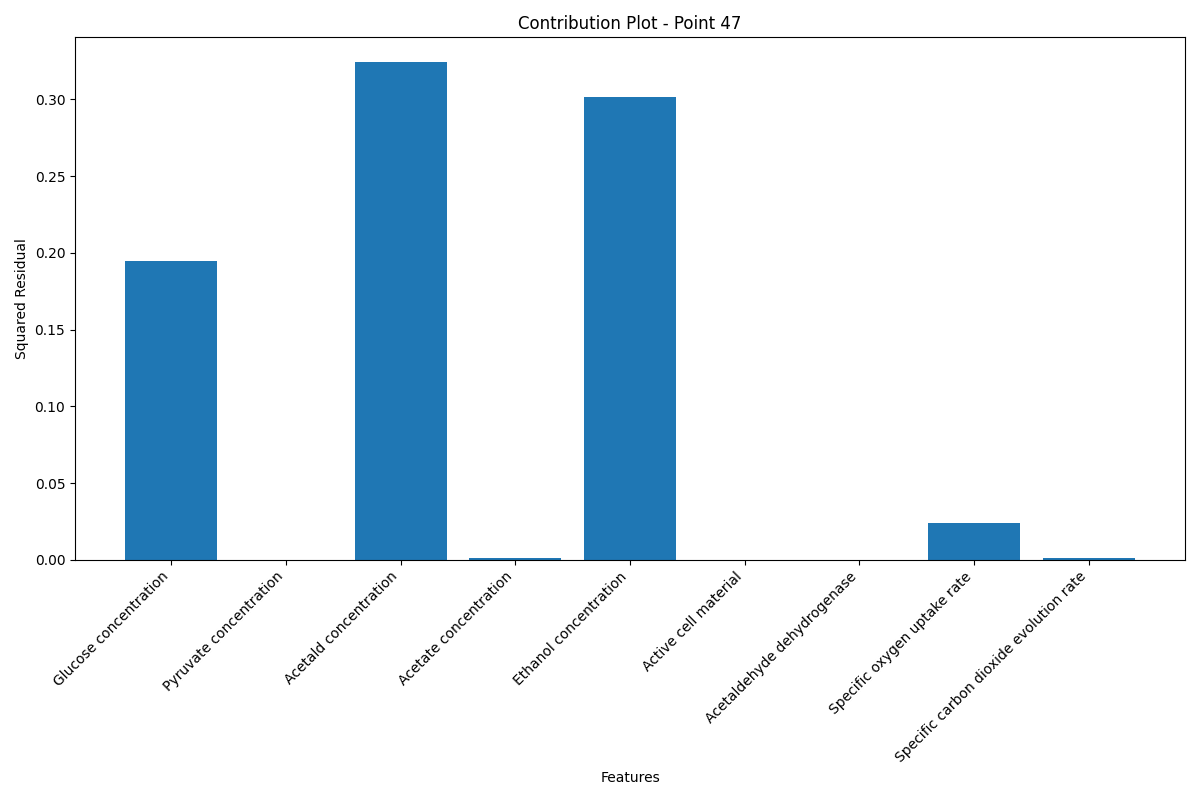 Contribution Plot - Point 47
Squared Residual
0.30
0.25
0.20
0.15
0.10
0.05
0.00
Glucose concentration
Pyruvate concentration
Acetald concentration
Acetate concentration
Ethanol concentration
Active cell material
Acetaldehyde dehydrogenase
Specific oxygen uptake rate
Specific carbon dioxide evolution rate
Features